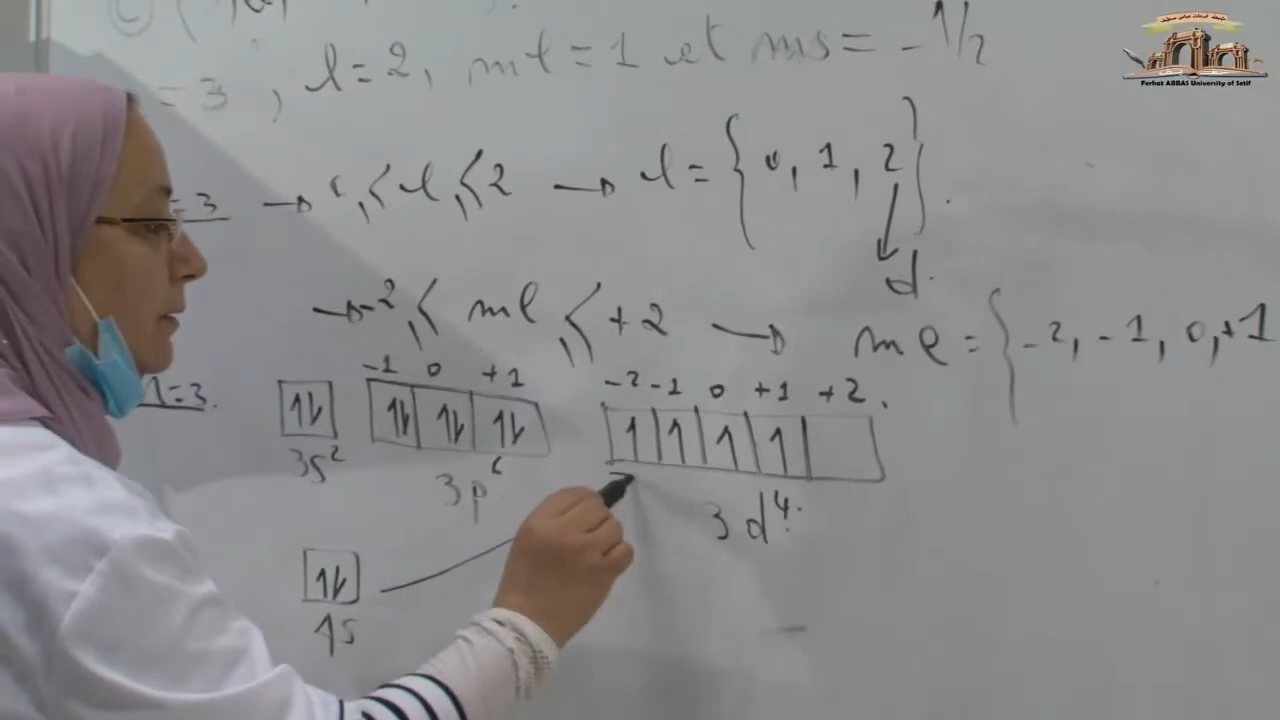 = 3 , l = 2, ml = 1 et ms = - 1/2
= 3 → 0 ≤ l ≤ 2 → l = { 0, 1, 2 } .
d.
→ -2 ≤ ml ≤ +2 → ml = { -2, -1, 0, +1
n = 3. -1 0 +1 -2 -1 0 +1 +2 .
↑↓ ↑↓ ↑↓ ↑↓ ↑ ↑ ↑ ↑
3s² 3p⁶ 3d⁴.
↑↓
4s
Ferhat ABBAS University of Setif